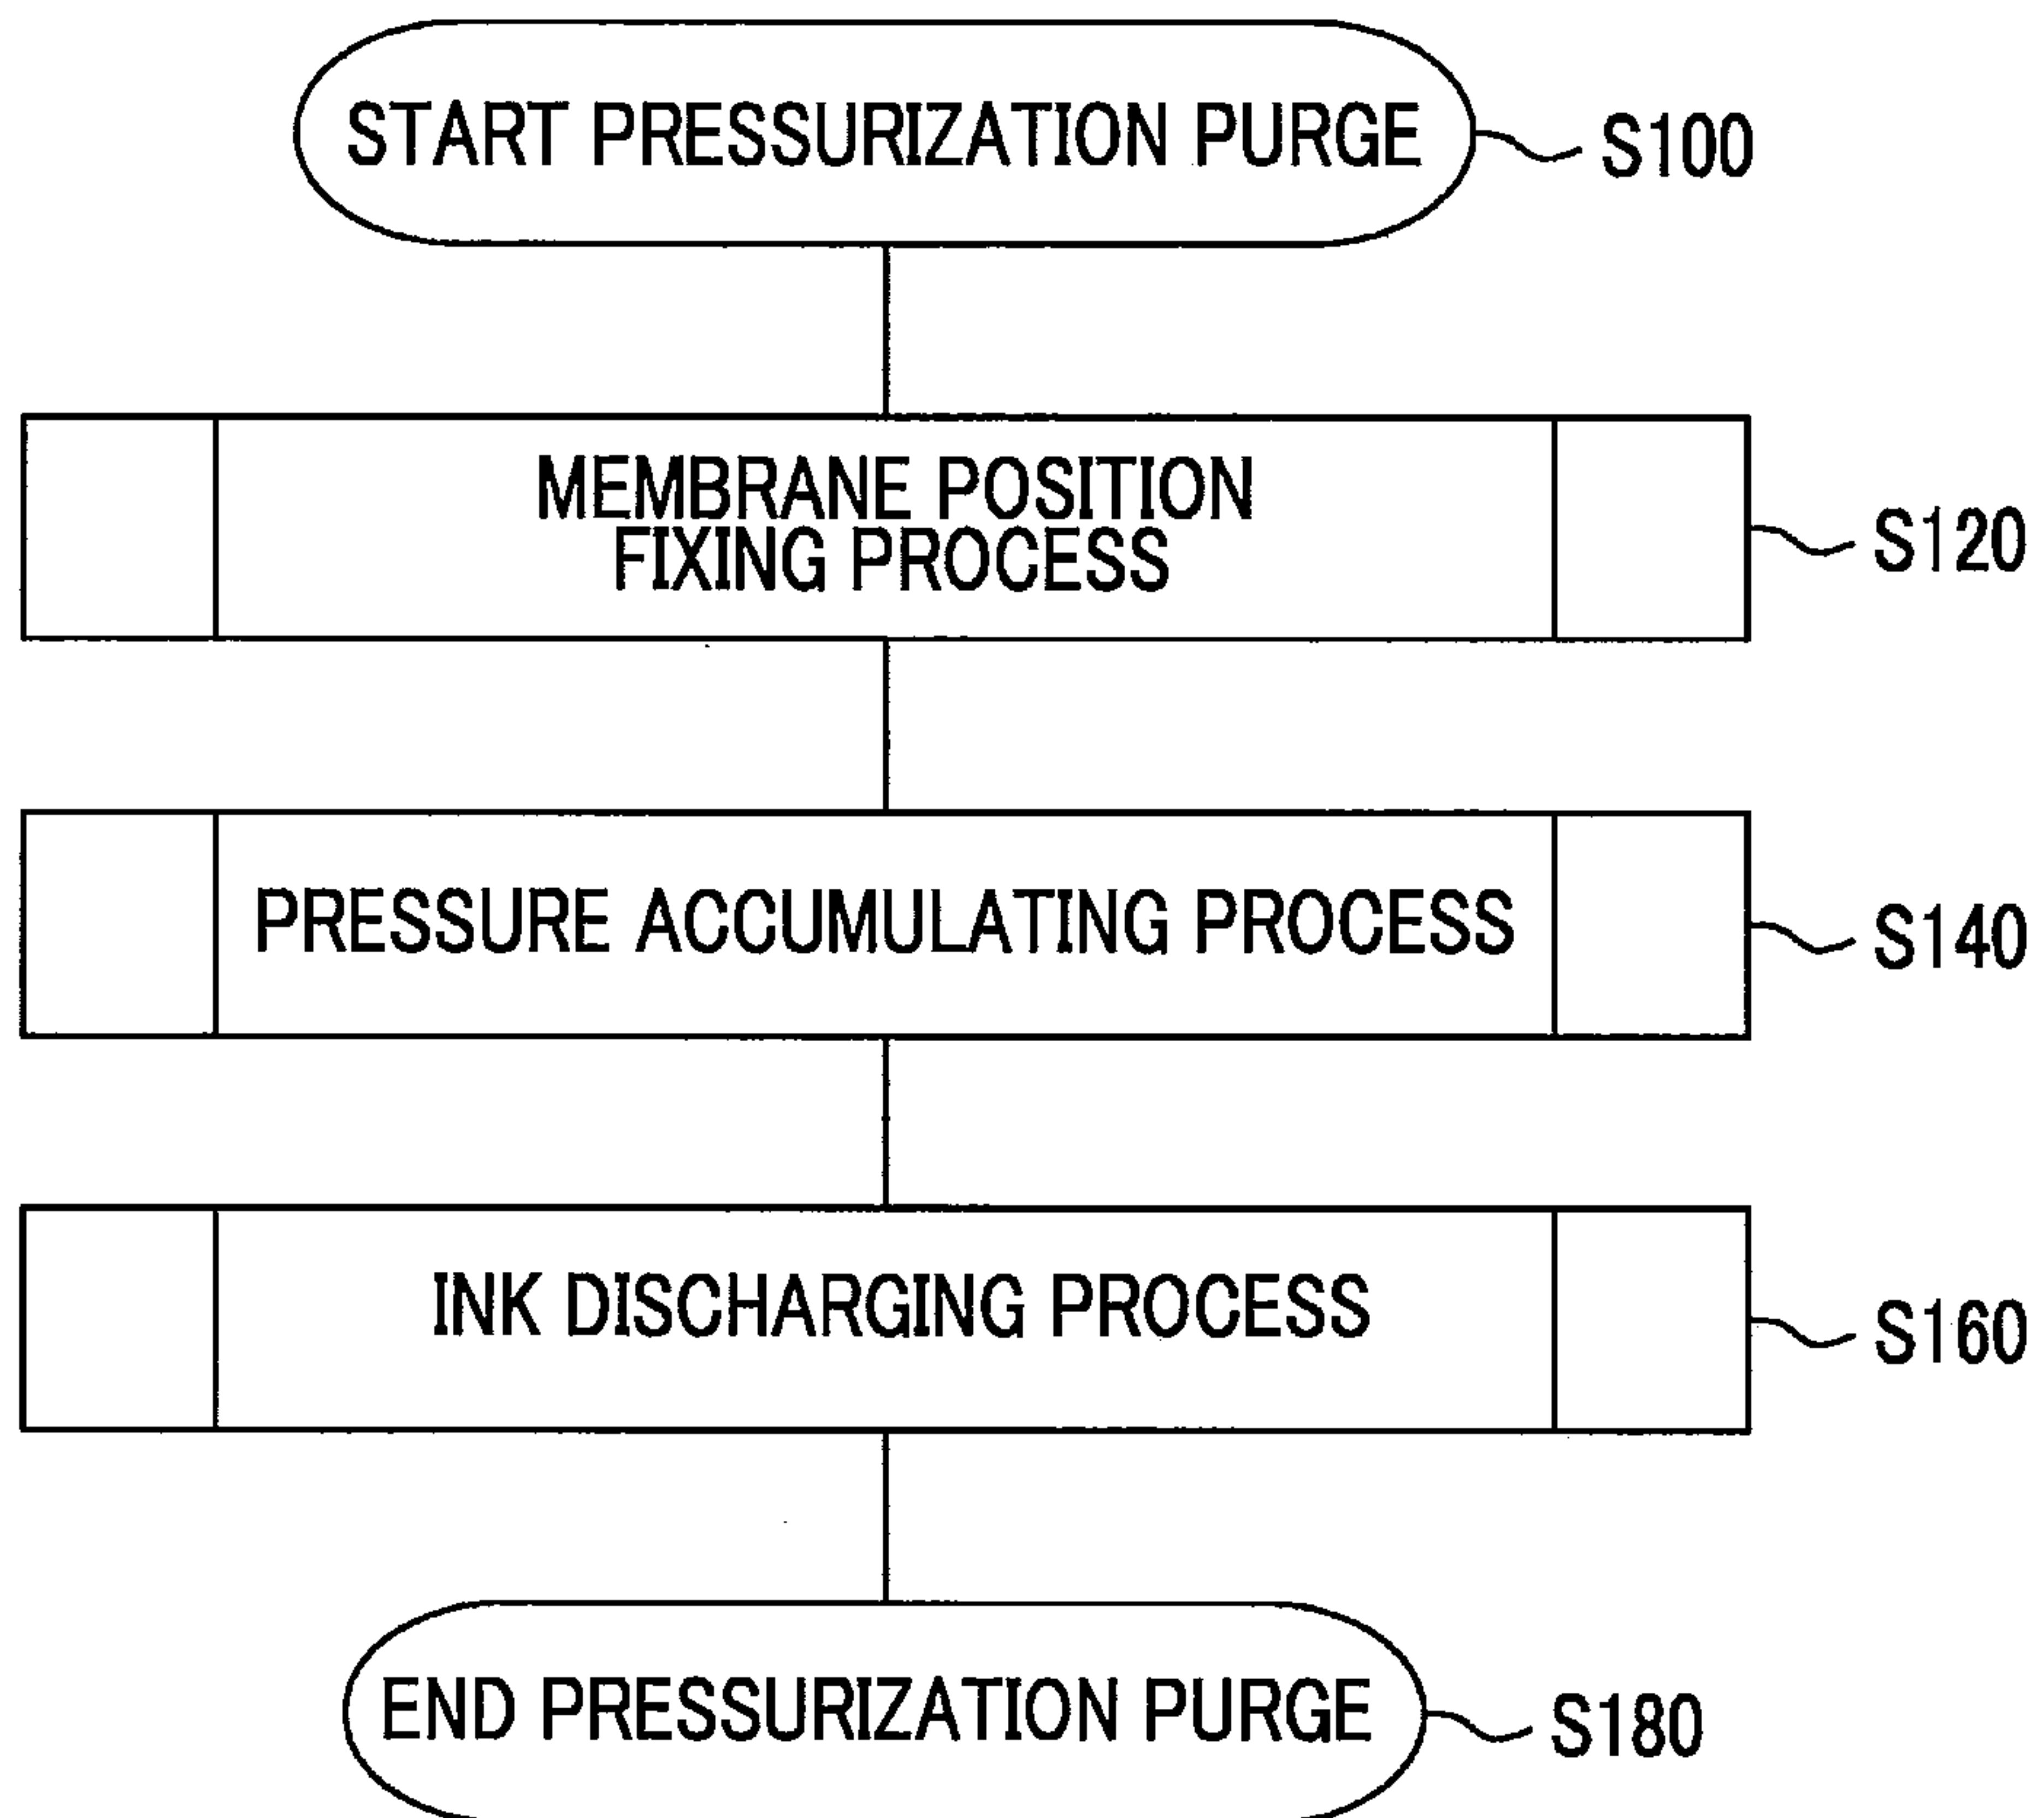 START PRESSURIZATION PURGE
S100
MEMBRANE POSITION
FIXING PROCESS
S120
PRESSURE ACCUMULATING PROCESS
S140
INK DISCHARGING PROCESS
S160
END PRESSURIZATION PURGE
S180